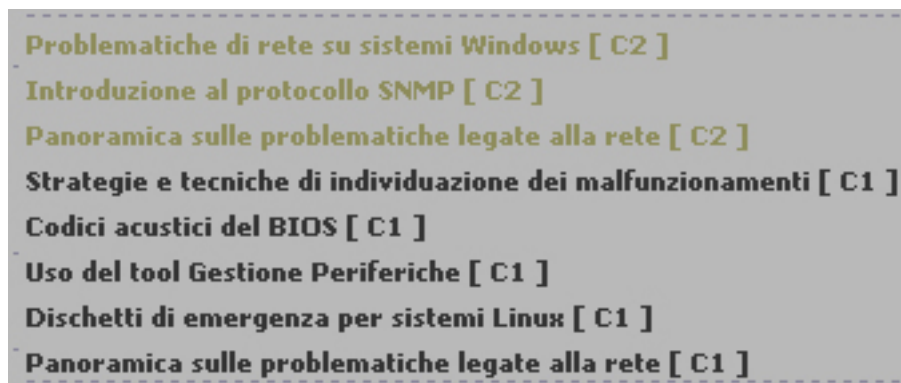 Problematiche di rete su sistemi Windows [ C2 ]
Introduzione al protocollo SNMP [ C2 ]
Panoramica sulle problematiche legate alla rete [ C2 ]
Strategie e tecniche di individuazione dei malfunzionamenti [ C1 ]
Codici acustici del BIOS [ C1 ]
Uso del tool Gestione Periferiche [ C1 ]
Dischetti di emergenza per sistemi Linux [ C1 ]
Panoramica sulle problematiche legate alla rete [ C1 ]